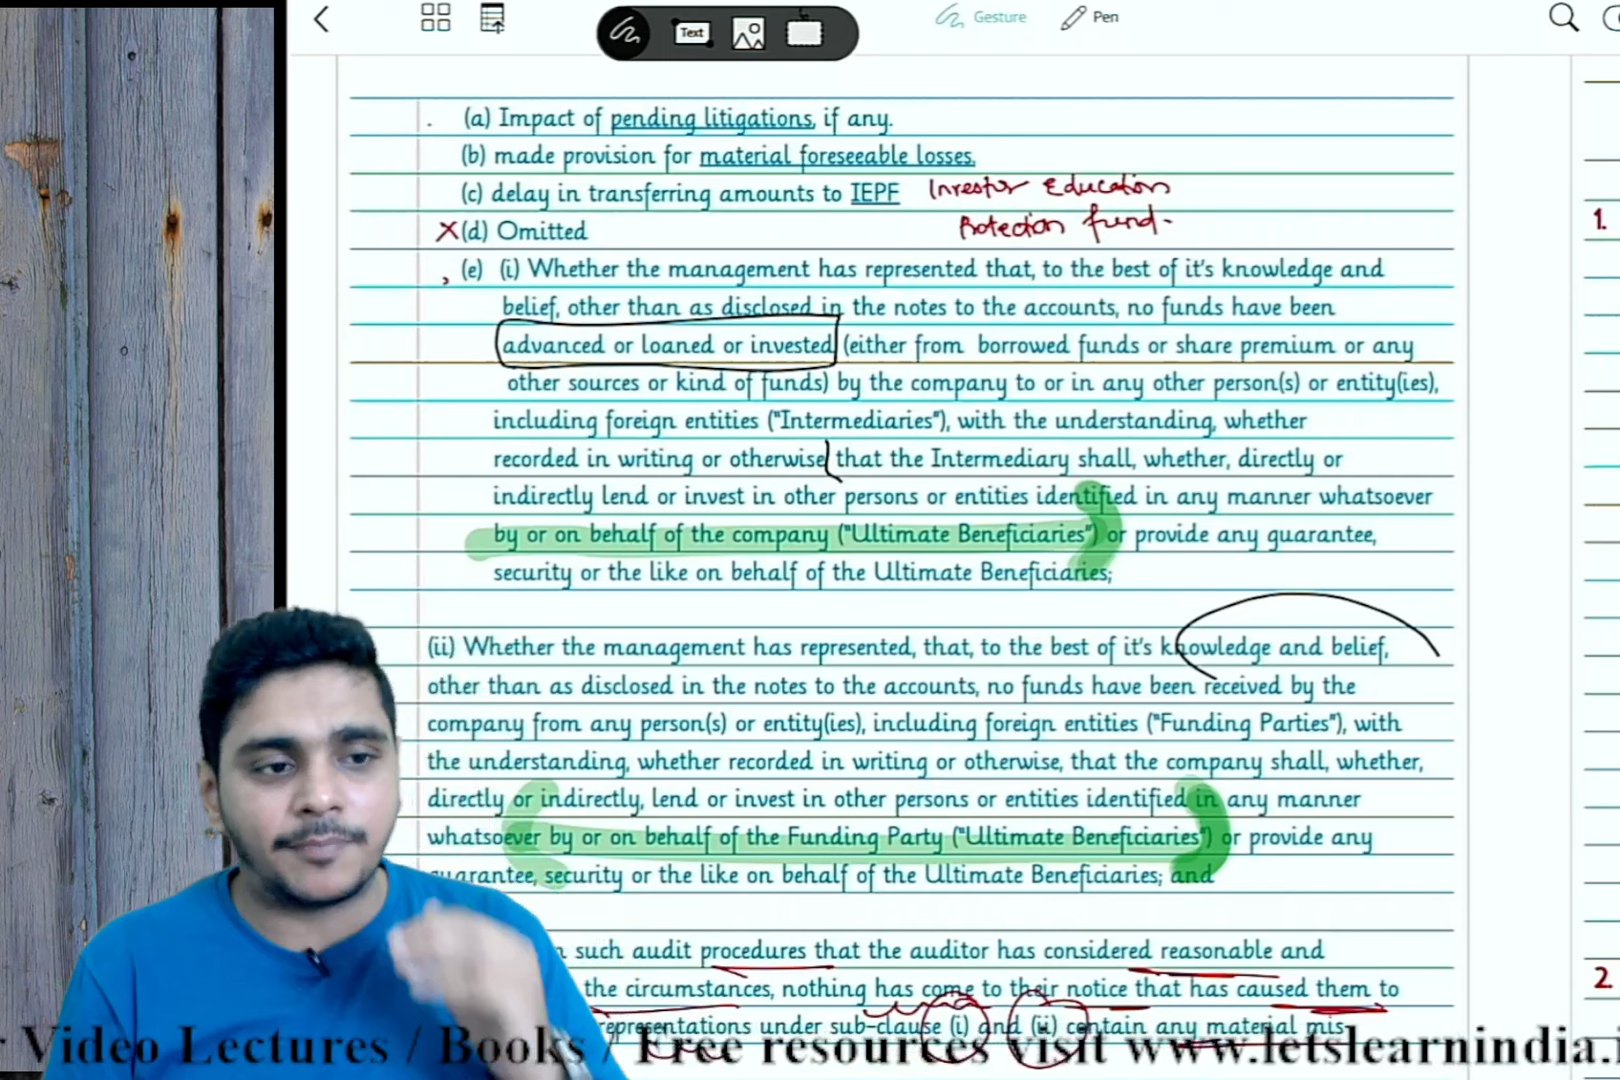 Gesture Pen
Text
. (a) Impact of pending litigations, if any.
(b) made provision for material foreseeable losses.
(c) delay in transferring amounts to IEPF Investor Education
X(d) Omitted Protection fund.
1.
(e) (i) Whether the management has represented that, to the best of it's knowledge and
belief, other than as disclosed in the notes to the accounts, no funds have been
advanced or loaned or invested (either from borrowed funds or share premium or any
other sources or kind of funds) by the company to or in any other person(s) or entity(ies),
including foreign entities ("Intermediaries"), with the understanding, whether
recorded in writing or otherwise, that the Intermediary shall, whether, directly or
indirectly lend or invest in other persons or entities identified in any manner whatsoever
by or on behalf of the company ("Ultimate Beneficiaries") or provide any guarantee,
security or the like on behalf of the Ultimate Beneficiaries;
(ii) Whether the management has represented, that, to the best of it's knowledge and belief,
other than as disclosed in the notes to the accounts, no funds have been received by the
company from any person(s) or entity(ies), including foreign entities ("Funding Parties"), with
the understanding, whether recorded in writing or otherwise, that the company shall, whether,
directly or indirectly, lend or invest in other persons or entities identified in any manner
whatsoever by or on behalf of the Funding Party ("Ultimate Beneficiaries") or provide any
guarantee, security or the like on behalf of the Ultimate Beneficiaries; and
such audit procedures that the auditor has considered reasonable and
the circumstances, nothing has come to their notice that has caused them to
2.
representations under sub-clause (i) and (ii) contain any material mis
Video Lectures / Books / Free resources visit www.letslearnindia.i